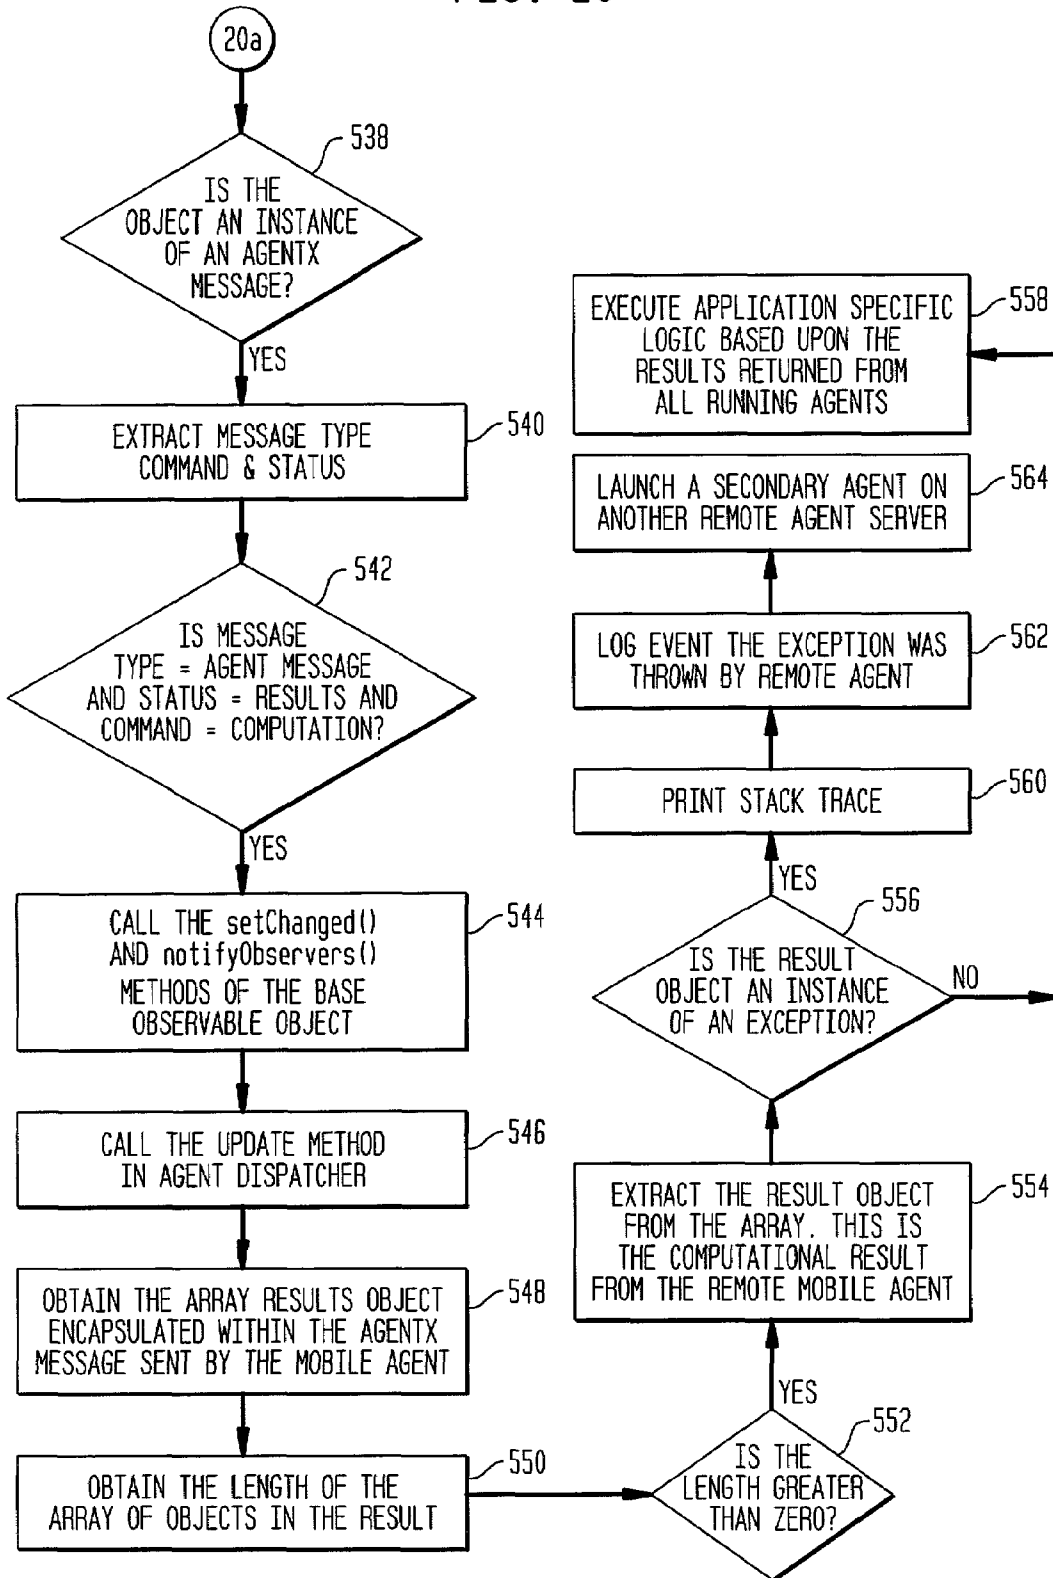 20a
538
IS THE
OBJECT AN INSTANCE
OF AN AGENTX
MESSAGE?
YES
EXTRACT MESSAGE TYPE
COMMAND & STATUS
540
542
IS MESSAGE
TYPE = AGENT MESSAGE
AND STATUS = RESULTS AND
COMMAND = COMPUTATION?
YES
CALL THE setChanged()
AND notifyObservers()
METHODS OF THE BASE
OBSERVABLE OBJECT
544
CALL THE UPDATE METHOD
IN AGENT DISPATCHER
546
OBTAIN THE ARRAY RESULTS OBJECT
ENCAPSULATED WITHIN THE AGENTX
MESSAGE SENT BY THE MOBILE AGENT
548
OBTAIN THE LENGTH OF THE
ARRAY OF OBJECTS IN THE RESULT
550
552
IS THE
LENGTH GREATER
THAN ZERO?
YES
EXTRACT THE RESULT OBJECT
FROM THE ARRAY. THIS IS
THE COMPUTATIONAL RESULT
FROM THE REMOTE MOBILE AGENT
554
556
IS THE RESULT
OBJECT AN INSTANCE
OF AN EXCEPTION?
NO
YES
PRINT STACK TRACE
560
LOG EVENT THE EXCEPTION WAS
THROWN BY REMOTE AGENT
562
LAUNCH A SECONDARY AGENT ON
ANOTHER REMOTE AGENT SERVER
564
EXECUTE APPLICATION SPECIFIC
LOGIC BASED UPON THE
RESULTS RETURNED FROM
ALL RUNNING AGENTS
558